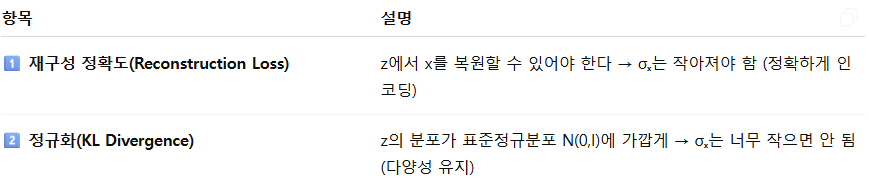 항목 설명
1️⃣ 재구성 정확도(Reconstruction Loss) z에서 x를 복원할 수 있어야 한다 → σₓ는 작아져야 함 (정확하게 인
코딩)
2️⃣ 정규화(KL Divergence) z의 분포가 표준정규분포 N(0,I)에 가깝게 → σₓ는 너무 작으면 안 됨
(다양성 유지)